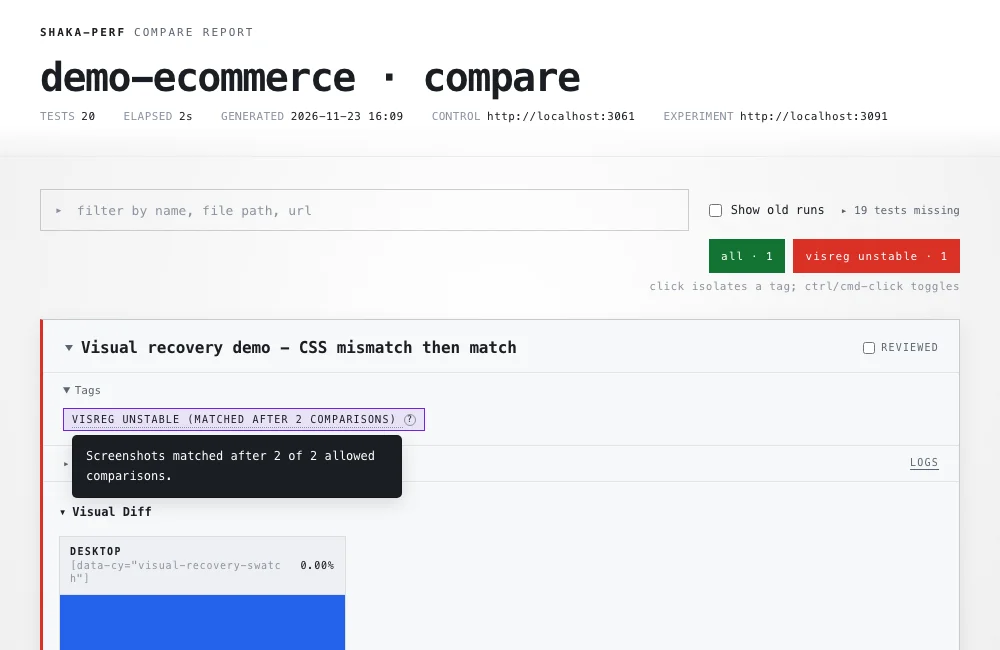 SHAKA-PERF COMPARE REPORT
demo-ecommerce · compare
TESTS 20 ELAPSED 2s GENERATED 2026-11-23 16:09 CONTROL http://localhost:3061 EXPERIMENT http://localhost:3091
▸ filter by name, file path, url
Show old runs ▸ 19 tests missing
all · 1 visreg unstable · 1
click isolates a tag; ctrl/cmd-click toggles
▼ Visual recovery demo - CSS mismatch then match REVIEWED
▼ Tags
VISREG UNSTABLE (MATCHED AFTER 2 COMPARISONS) ?
Screenshots matched after 2 of 2 allowed
comparisons.
▸ LOGS
▾ Visual Diff
DESKTOP
[data-cy="visual-recovery-swatc 0.00%
h"]